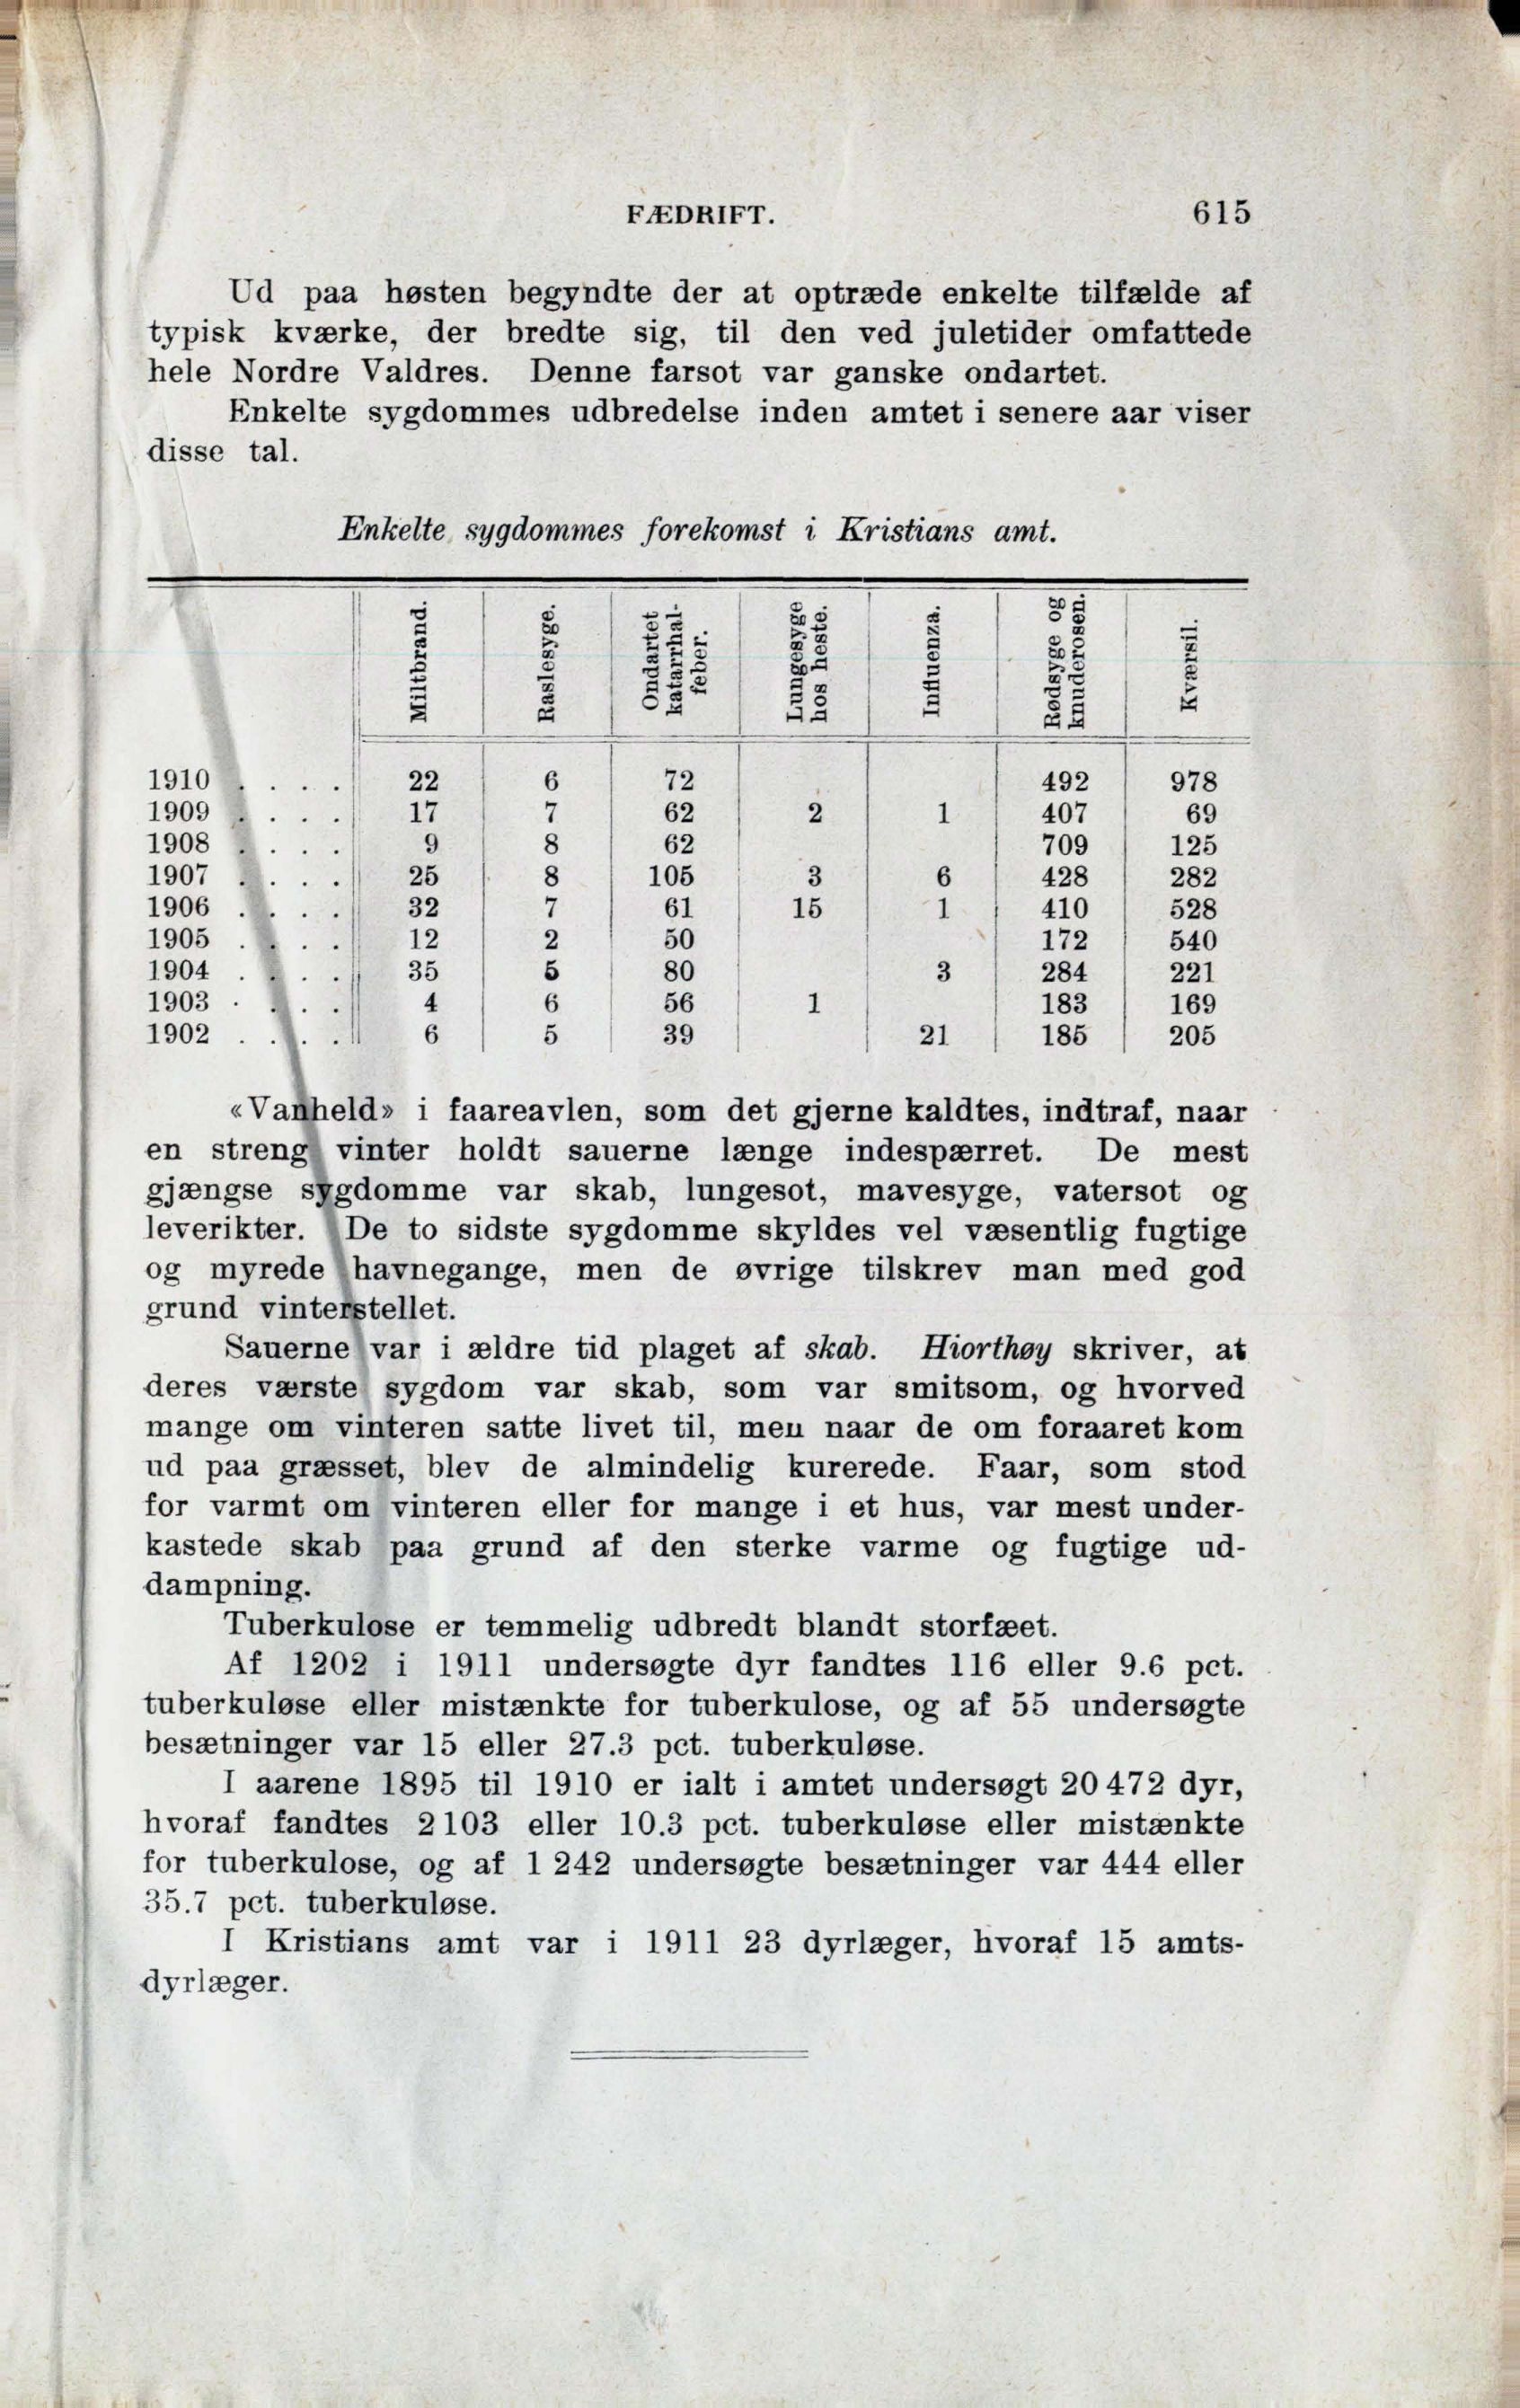 FÆDRIFT. 615
Ud paa høsten begyndte der at optræde enkelte tilfælde af
typisk kværke, der bredte sig, til den ved juletider omfattede
hele Nordre Valdres. Denne farsot var ganske ondartet.
Enkelte sygdommes udbredelse inden amtet i senere aar viser
disse tal.
Enkelte sygdommes forekomst i Kristians amt.
Miltbrand. Raslesyge. Ondartet katarrhal- feber. Lungesyge hos heste. Influenza. Rødsyge og knuderosen. Kværsil.
1910 . . . . 22 6 72 492 978
1909 . . . . 17 7 62 2 1 407 69
1908 . . . . 9 8 62 709 125
1907 . . . . 25 8 105 3 6 428 282
1906 . . . . 32 7 61 15 1 410 528
1905 . . . . 12 2 50 172 540
1904 . . . . 35 5 80 3 284 221
1903 . . . . 4 6 56 1 183 169
1902 . . . . 6 5 39 21 185 205
«Vanheld» i faareavlen, som det gjerne kaldtes, indtraf, naar
en streng vinter holdt sauerne længe indespærret. De mest
gjængse sygdomme var skab, lungesot, mavesyge, vatersot og
leverikter. De to sidste sygdomme skyldes vel væsentlig fugtige
og myrede havnegange, men de øvrige tilskrev man med god
grund vinterstellet.
Sauerne var i ældre tid plaget af skab. Hiorthøy skriver, at
deres værste sygdom var skab, som var smitsom, og hvorved
mange om vinteren satte livet til, men naar de om foraaret kom
ud paa græsset, blev de almindelig kurerede. Faar, som stod
for varmt om vinteren eller for mange i et hus, var mest under-
kastede skab paa grund af den sterke varme og fugtige ud-
dampning.
Tuberkulose er temmelig udbredt blandt storfæet.
Af 1202 i 1911 undersøgte dyr fandtes 116 eller 9.6 pct.
tuberkuløse eller mistænkte for tuberkulose, og af 55 undersøgte
besætninger var 15 eller 27.3 pct. tuberkuløse.
I aarene 1895 til 1910 er ialt i amtet undersøgt 20 472 dyr,
hvoraf fandtes 2 103 eller 10.3 pct. tuberkuløse eller mistænkte
for tuberkulose, og af 1 242 undersøgte besætninger var 444 eller
35.7 pct. tuberkuløse.
I Kristians amt var i 1911 23 dyrlæger, hvoraf 15 amts-
dyrlæger.